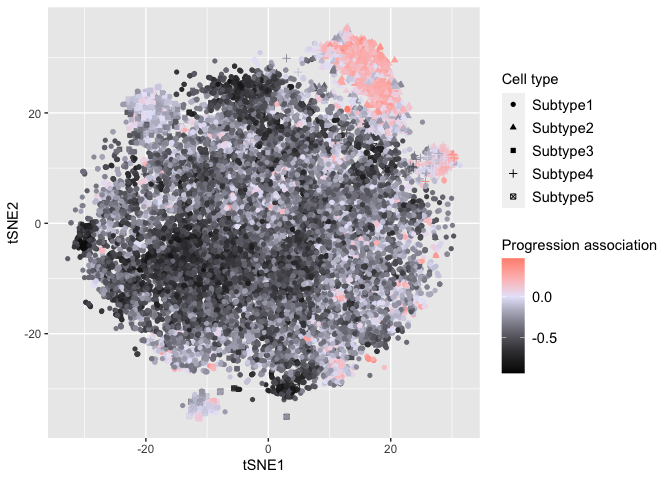 20
0
-20
tSNE2
-20
0
20
tSNE1
Cell type
Subtype1
Subtype2
Subtype3
Subtype4
Subtype5
Progression association
0.0
-0.5